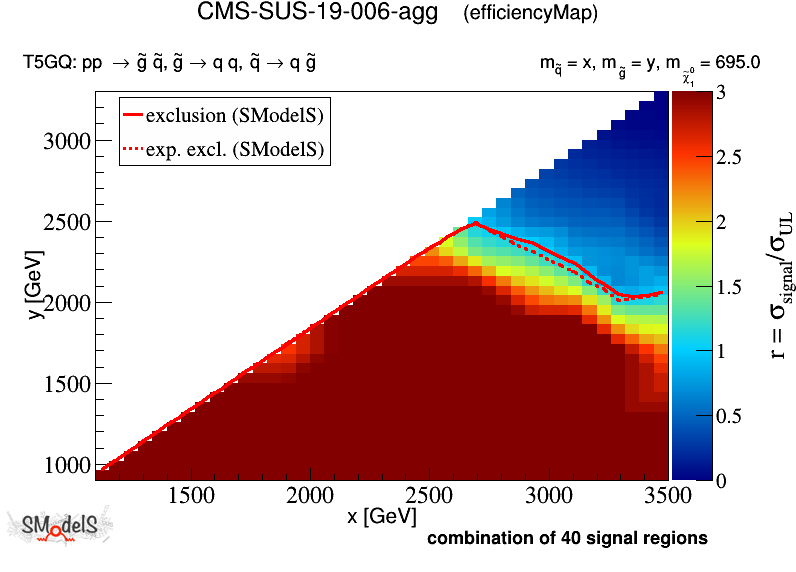 CMS-SUS-19-006-agg (efficiencyMap)
T5GQ: pp → g̃ q̃, g̃ → q q, q̃ → q g̃
m_q̃ = x, m_g̃ = y, m_χ̃⁰₁ = 695.0
exclusion (SModelS)
exp. excl. (SModelS)
3000
2500
2000
1500
1000
y [GeV]
1500 2000 2500 3000 3500
x [GeV]
3
2.5
2
1.5
1
0.5
0
r = σ_signal/σ_UL
SModelS
combination of 40 signal regions